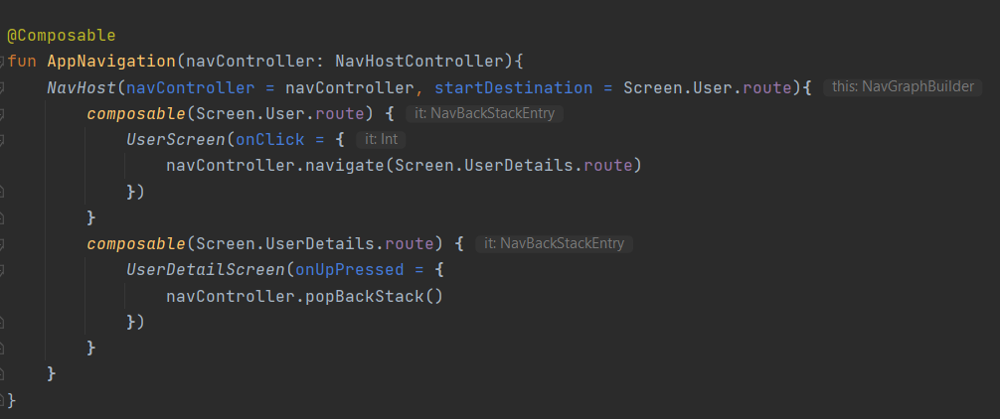 @Composable
fun AppNavigation(navController: NavHostController){
NavHost(navController = navController, startDestination = Screen.User.route){ this: NavGraphBuilder
composable(Screen.User.route) { it: NavBackStackEntry
UserScreen(onClick = { it: Int
navController.navigate(Screen.UserDetails.route)
})
}
composable(Screen.UserDetails.route) { it: NavBackStackEntry
UserDetailScreen(onUpPressed = {
navController.popBackStack()
})
}
}
}